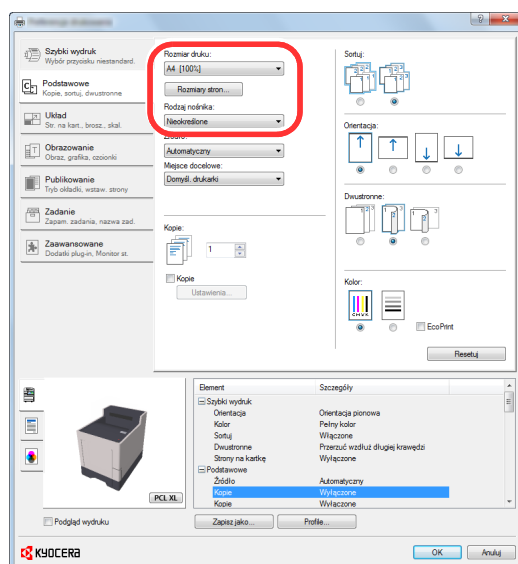 Szybki wydruk
Wybór przycisku niestandard.
Podstawowe
Kopie, sortuj, dwustronne
Układ
Str. na kart., brosz., skal.
Obrazowanie
Obraz, grafika, czcionki
Publikowanie
Tryb okładki, wstaw. strony
Zadanie
Zapam. zadania, nazwa zad.
Zaawansowane
Dodatki plug-in, Monitor st.
Rozmiar druku:
A4 [100%]
Rozmiary stron...
Rodzaj nośnika:
Nieokreślone
Źródło:
Automatyczny
Miejsce docelowe:
Domyśl. drukarki
Kopie:
1
Kopie
Ustawienia...
Sortuj:
Orientacja:
Dwustronne:
Kolor:
CMYK
EcoPrint
Resetuj
PCL XL
Podgląd wydruku
Element Szczegóły
Szybki wydruk
Orientacja Orientacja pionowa
Kolor Pełny kolor
Sortuj Włączone
Dwustronne Przerzuć wzdłuż długiej krawędzi
Strony na kartkę Wyłączone
Podstawowe
Źródło Automatyczny
Kopie Wyłączone
Kopie Wyłączone
Zapisz jako... Profile...
KYOCERA
OK Anuluj